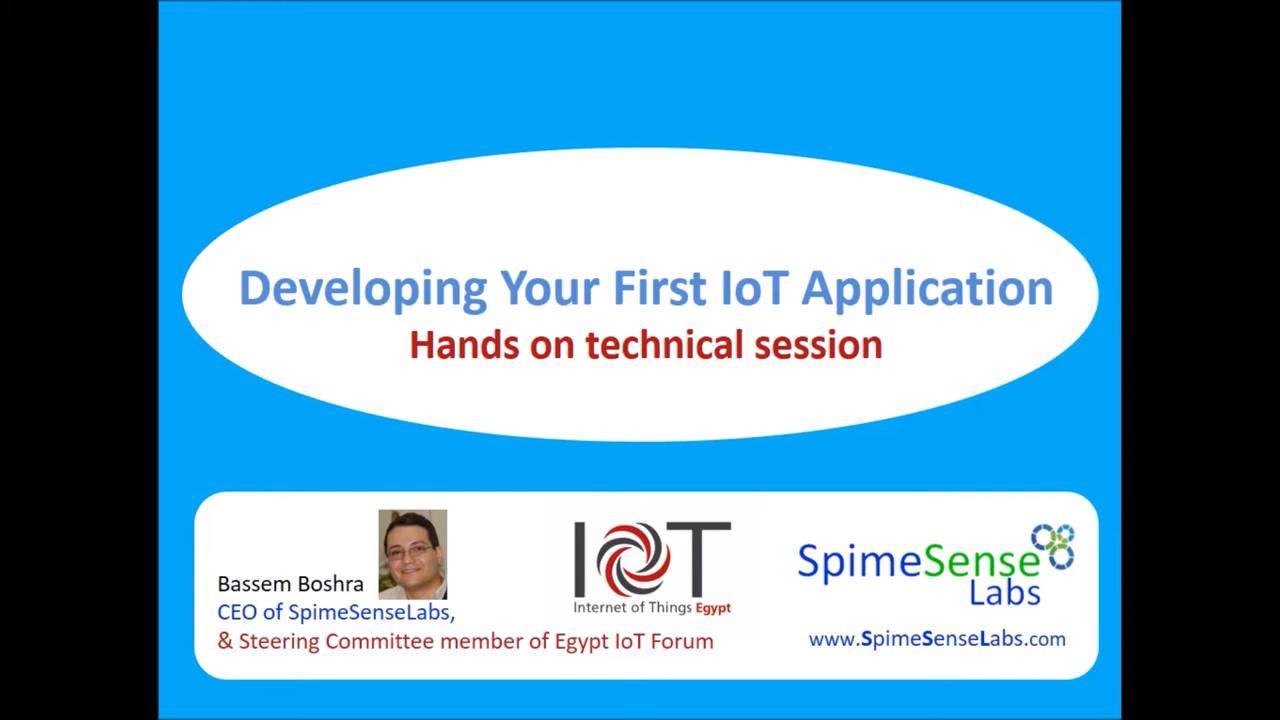 Developing Your First IoT Application
Hands on technical session
Bassem Boshra
CEO of SpimeSenseLabs,
& Steering Committee member of Egypt IoT Forum
IOT
Internet of Things Egypt
SpimeSense
Labs
www.SpimeSenseLabs.com